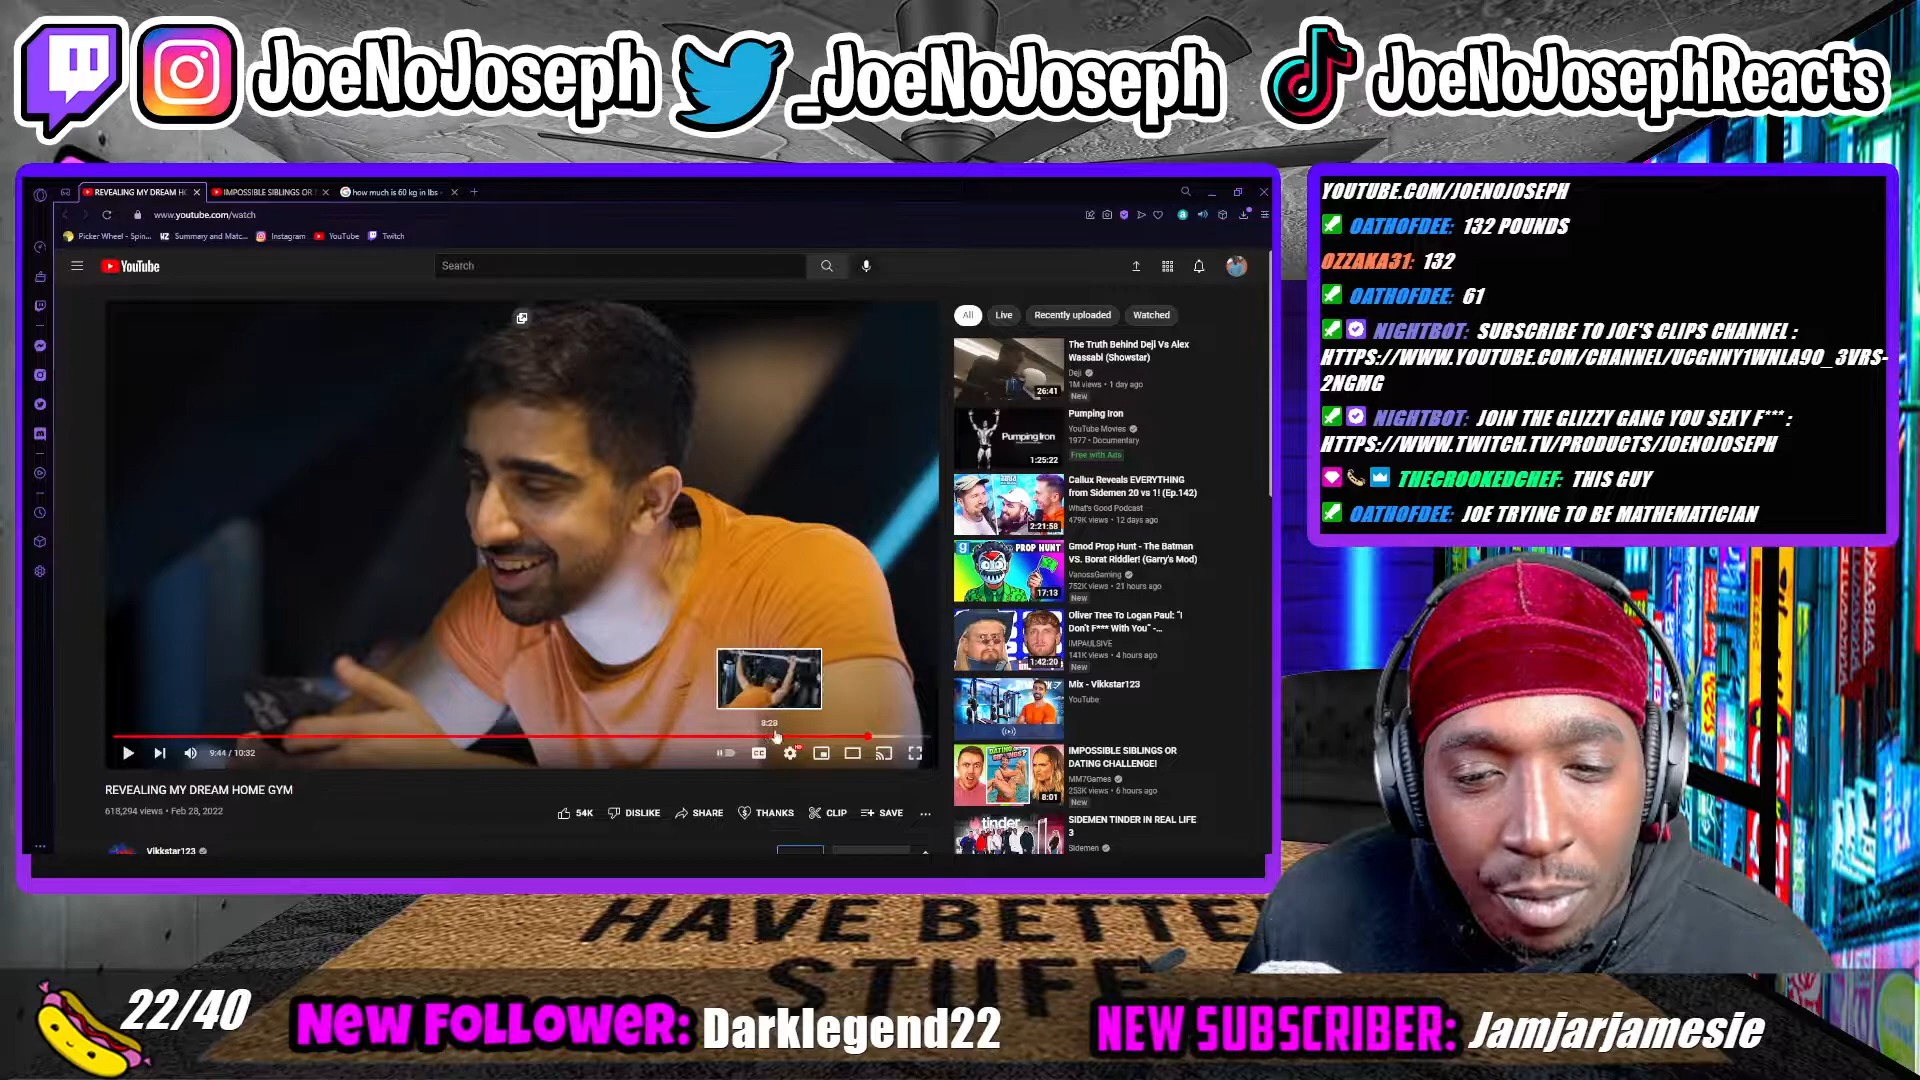 JoeNoJoseph
_JoeNoJoseph
JoeNoJosephReacts
REVEALING MY DREAM H
IMPOSSIBLE SIBLINGS OR
how much is 60 kg in lbs
www.youtube.com/watch
Picker Wheel - Spin...
Summary and Matc...
Instagram
YouTube
Twitch
YouTube
Search
All
Live
Recently uploaded
Watched
The Truth Behind Deji Vs Alex
Wassabi (Showstar)
Deji
1M views • 1 day ago
New
26:41
Pumping Iron
YouTube Movies
1977 • Documentary
Free with Ads
Pumping Iron
1:25:22
Callux Reveals EVERYTHING
from Sidemen 20 vs 1! (Ep.142)
What's Good Podcast
479K views • 12 days ago
2:21:58
Gmod Prop Hunt - The Batman
VS. Borat Riddler! (Garry's Mod)
VanossGaming
752K views • 21 hours ago
New
PROP HUNT
17:13
Oliver Tree To Logan Paul: "I
Don't F*** With You" -...
IMPAULSIVE
141K views • 4 hours ago
New
1:42:20
Mix - Vikkstar123
YouTube
IMPOSSIBLE SIBLINGS OR
DATING CHALLENGE!
MM7Games
253K views • 6 hours ago
New
8:01
SIDEMEN TINDER IN REAL LIFE
3
Sidemen
tinder
8:28
9:44 / 10:32
REVEALING MY DREAM HOME GYM
618,294 views • Feb 28, 2022
54K
DISLIKE
SHARE
THANKS
CLIP
SAVE
Vikkstar123
YOUTUBE.COM/JOENOJOSEPH
OATHOFDEE: 132 POUNDS
OZZAKA31: 132
OATHOFDEE: 61
NIGHTBOT: SUBSCRIBE TO JOE'S CLIPS CHANNEL :
HTTPS://WWW.YOUTUBE.COM/CHANNEL/UCGNNY1WNLA9O_3VRS-
2NGMG
NIGHTBOT: JOIN THE GLIZZY GANG YOU SEXY F*** :
HTTPS://WWW.TWITCH.TV/PRODUCTS/JOENOJOSEPH
THECROOKEDCHEF: THIS GUY
OATHOFDEE: JOE TRYING TO BE MATHEMATICIAN
HAVE BETTE
STUFF
22/40
NEW FOLLOWER: Darklegend22
NEW SUBSCRIBER: Jamjarjamesie